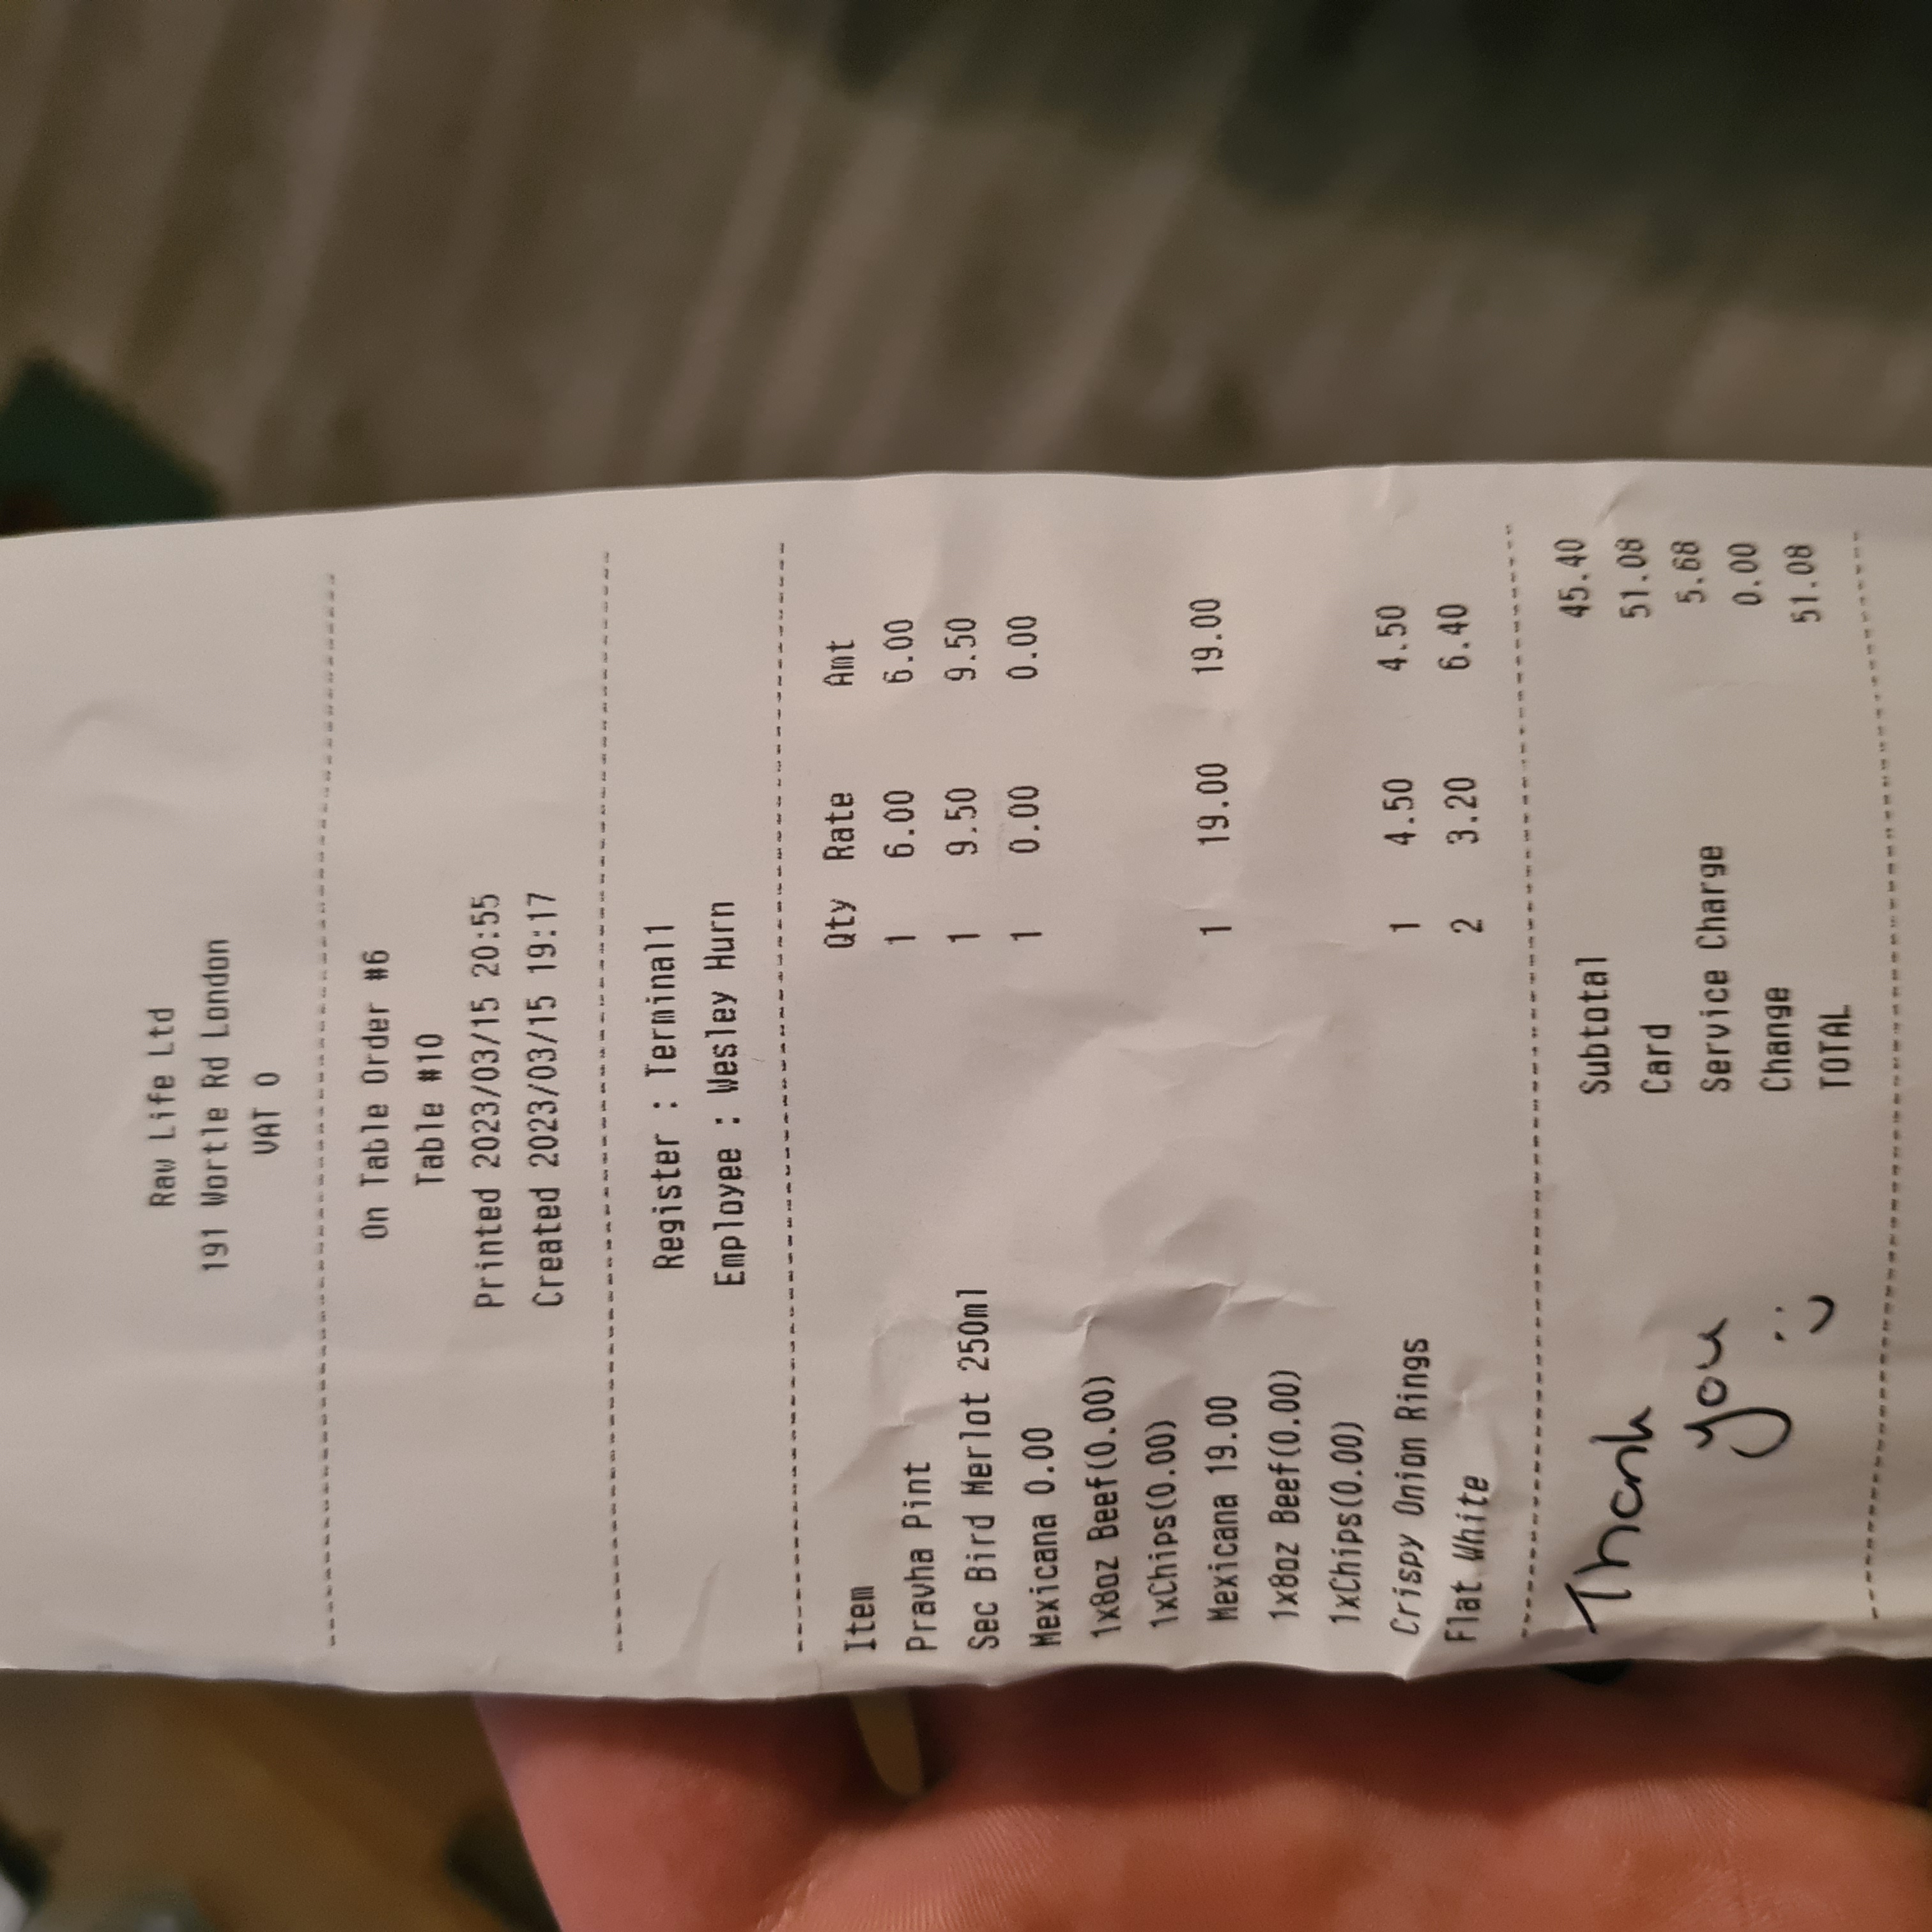 Raw Life Ltd
191 Wortle Rd London
VAT 0
On Table Order #6
Table #10
Printed 2023/03/15 20:55
Created 2023/03/15 19:17
Register : Terminal1
Employee : Wesley Hurn
Item Qty Rate Amt
Pravha Pint 1 6.00 6.00
Sec Bird Merlot 250ml 1 9.50 9.50
Mexicana 0.00 1 0.00 0.00
1x8oz Beef(0.00)
1xChips(0.00)
Mexicana 19.00 1 19.00 19.00
1x8oz Beef(0.00)
1xChips(0.00)
Crispy Onion Rings 1 4.50 4.50
Flat White 2 3.20 6.40
Subtotal 45.40
Card 51.08
Service Charge 5.68
Change 0.00
TOTAL 51.08
Thank
you